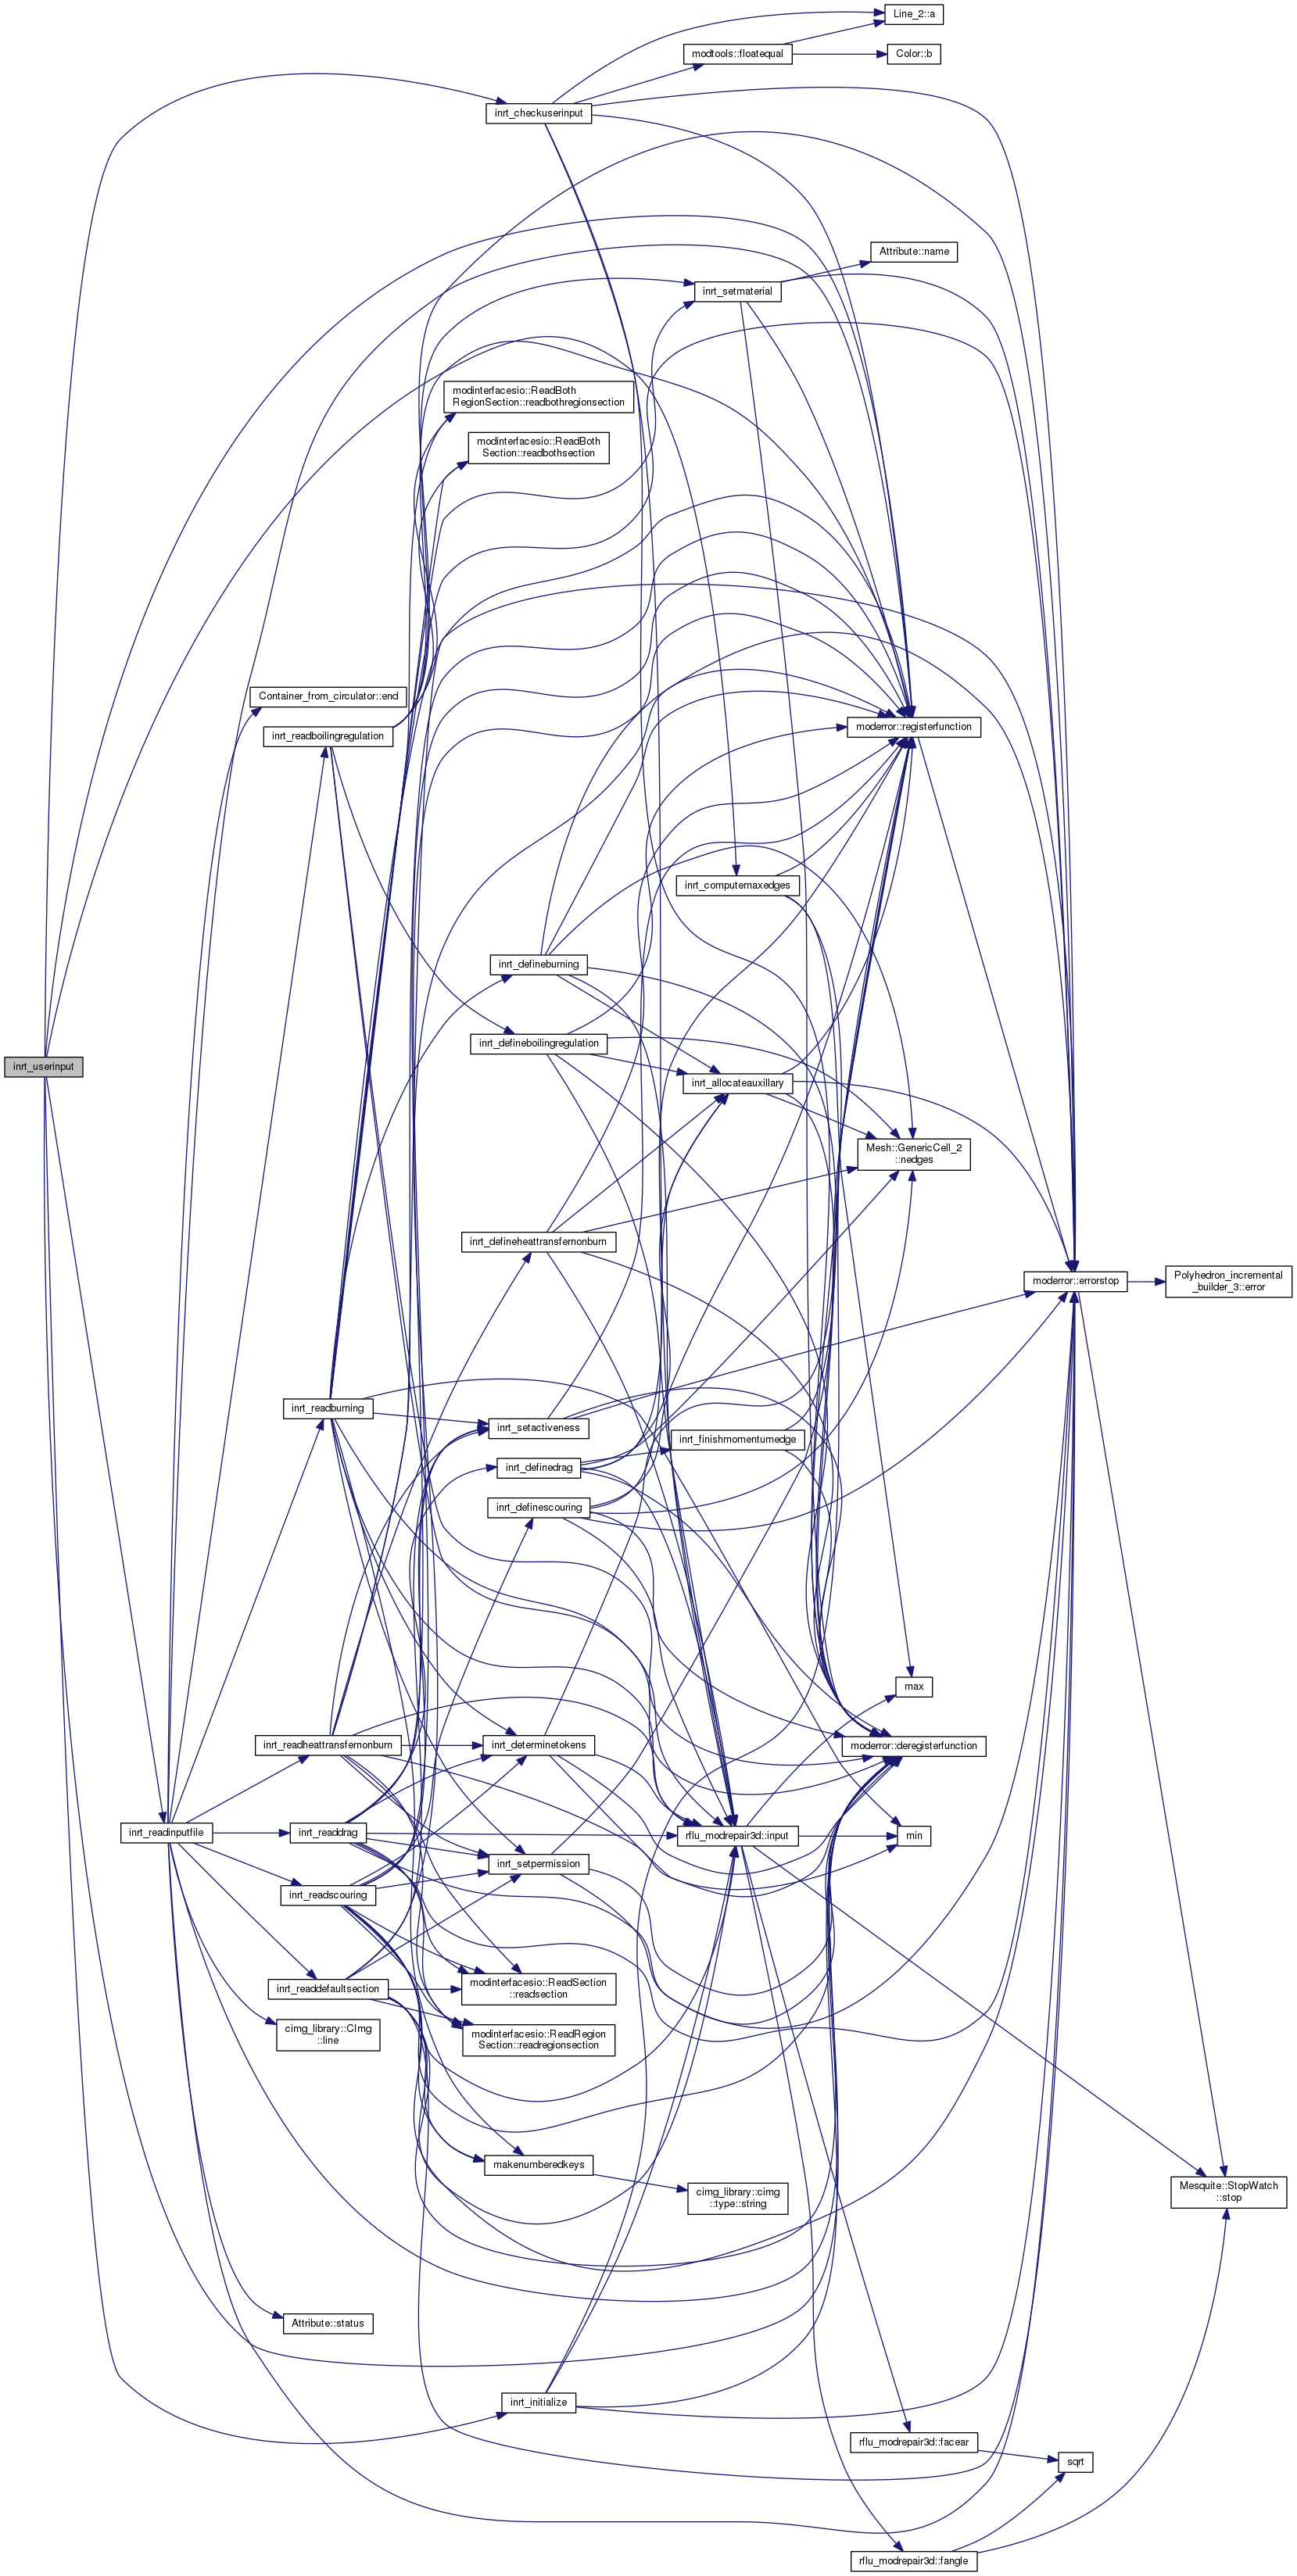 Line_2::a
modtools::floatequal
Color::b
inrt_checkuserinput
Attribute::name
inrt_setmaterial
modinterfacesio::ReadBoth
RegionSection::readbothregionsection
modinterfacesio::ReadBoth
Section::readbothsection
Container_from_circulator::end
inrt_readboilingregulation
moderror::registerfunction
inrt_computemaxedges
inrt_defineburning
inrt_defineboilingregulation
inrt_userinput
inrt_allocateauxillary
Mesh::GenericCell_2
::nedges
inrt_defineheattransfernonburn
moderror::errorstop
Polyhedron_incremental
_builder_3::error
inrt_readburning
inrt_setactiveness
inrt_finishmomentumedge
inrt_definedrag
inrt_definescouring
max
inrt_readheattransfernonburn
inrt_determinetokens
moderror::deregisterfunction
inrt_readinputfile
inrt_readdrag
rflu_modrepair3d::input
min
inrt_setpermission
inrt_readscouring
inrt_readdefaultsection
modinterfacesio::ReadSection
::readsection
cimg_library::CImg
::line
modinterfacesio::ReadRegion
Section::readregionsection
makenumberedkeys
cimg_library::cimg
::type::string
Mesquite::StopWatch
::stop
Attribute::status
inrt_initialize
rflu_modrepair3d::facear
sqrt
rflu_modrepair3d::fangle